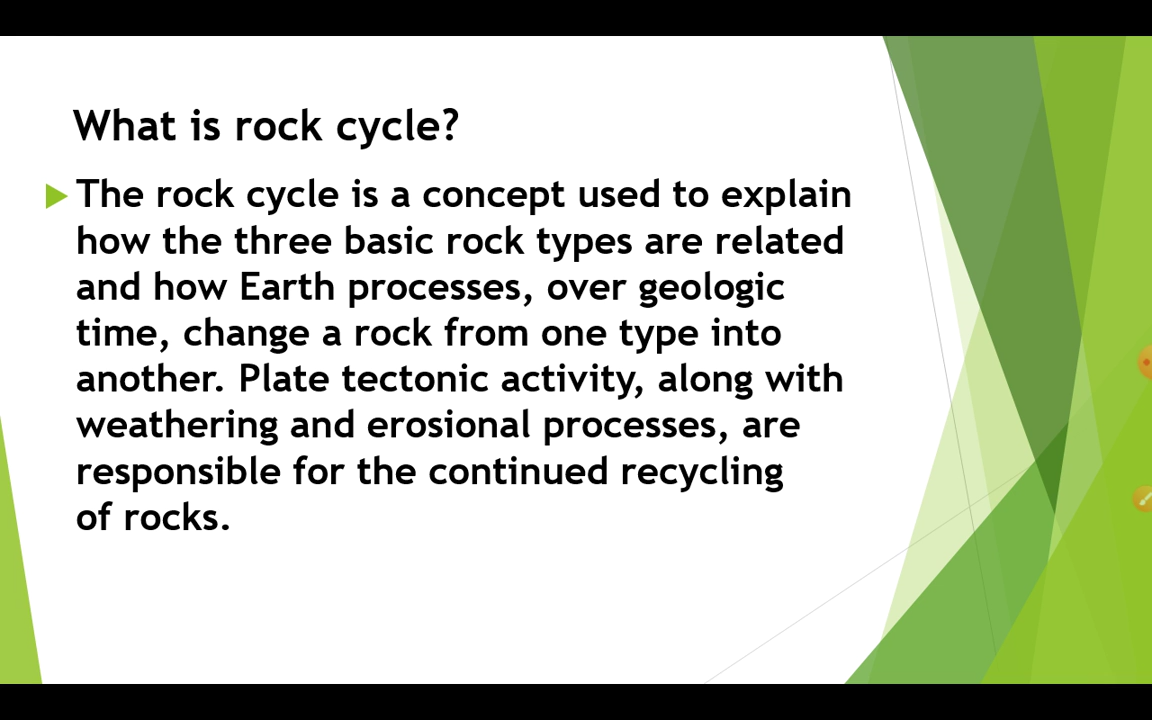 What is rock cycle?
The rock cycle is a concept used to explain
how the three basic rock types are related
and how Earth processes, over geologic
time, change a rock from one type into
another. Plate tectonic activity, along with
weathering and erosional processes, are
responsible for the continued recycling
of rocks.